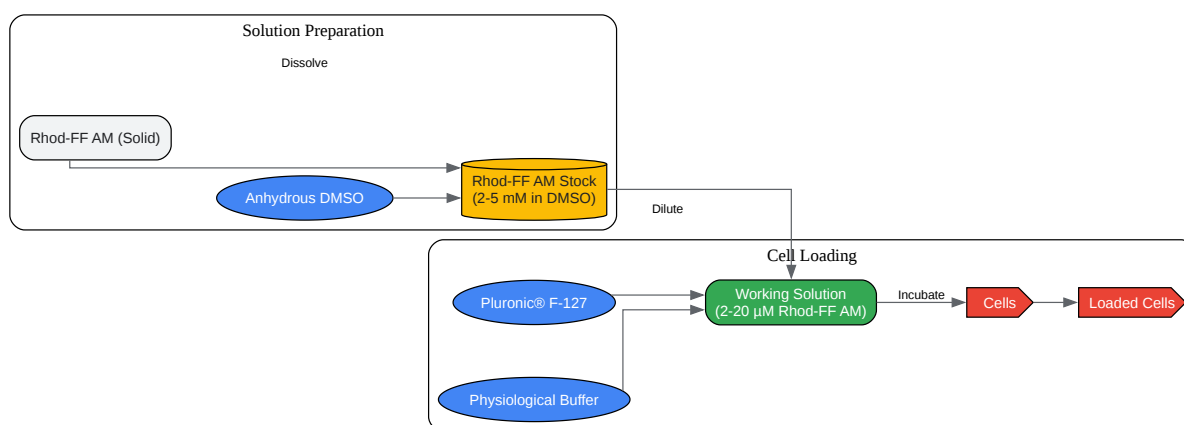 Solution Preparation
Dissolve
Rhod-FF AM (Solid)
Anhydrous DMSO
Rhod-FF AM Stock
(2-5 mM in DMSO)
Dilute
Cell Loading
Pluronic® F-127
Working Solution
(2-20 µM Rhod-FF AM)
Incubate
Cells
Loaded Cells
Physiological Buffer